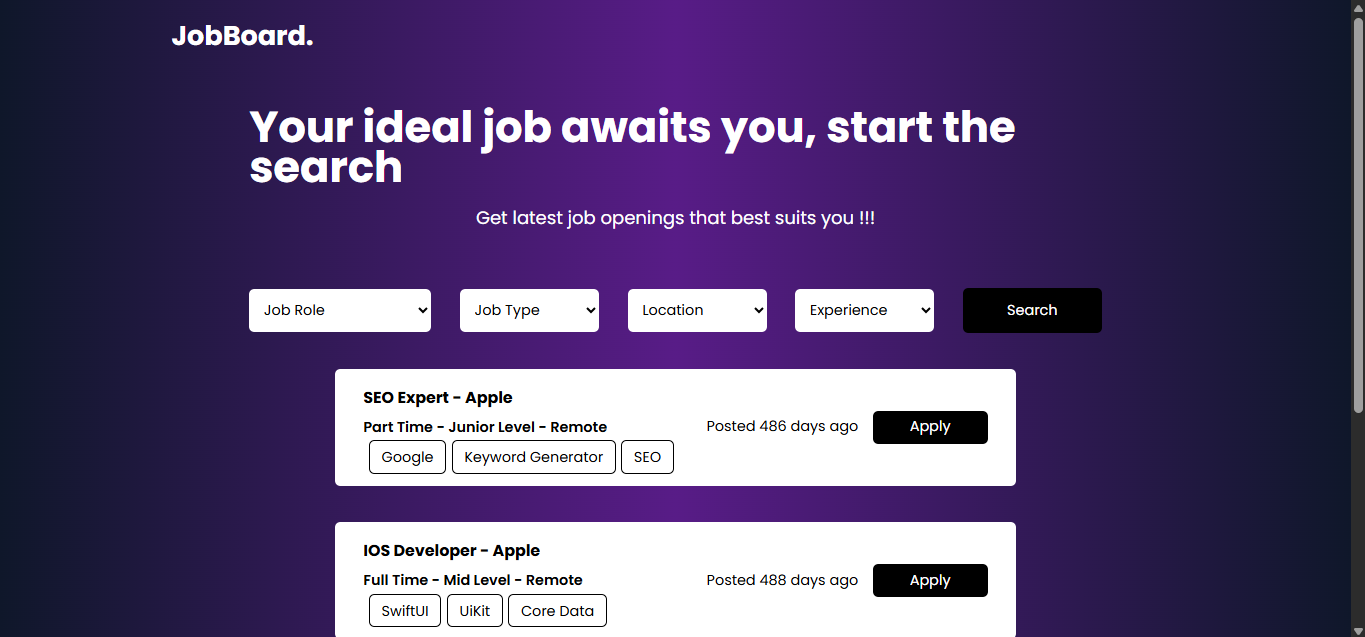 JobBoard.
Your ideal job awaits you, start the
search
Get latest job openings that best suits you !!!
Job Role
Job Type
Location
Experience
Search
SEO Expert - Apple
Part Time - Junior Level - Remote
Google
Keyword Generator
SEO
Posted 486 days ago
Apply
IOS Developer - Apple
Full Time - Mid Level - Remote
SwiftUI
UiKit
Core Data
Posted 488 days ago
Apply